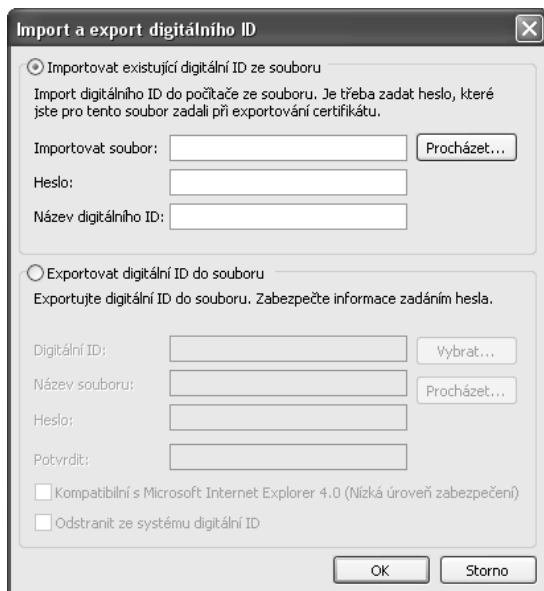 Import a export digitálního ID
Importovat existující digitální ID ze souboru
Import digitálního ID do počítače ze souboru. Je třeba zadat heslo, které
jste pro tento soubor zadali při exportování certifikátu.
Importovat soubor:
Procházet...
Heslo:
Název digitálního ID:
Exportovat digitální ID do souboru
Exportujte digitální ID do souboru. Zabezpečte informace zadáním hesla.
Digitální ID:
Vybrat...
Název souboru:
Procházet...
Heslo:
Potvrdit:
Kompatibilní s Microsoft Internet Explorer 4.0 (Nízká úroveň zabezpečení)
Odstranit ze systému digitální ID
OK
Storno